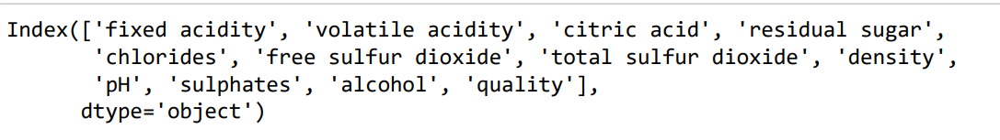 Index(['fixed acidity', 'volatile acidity', 'citric acid', 'residual sugar',
'chlorides', 'free sulfur dioxide', 'total sulfur dioxide', 'density',
'pH', 'sulphates', 'alcohol', 'quality'],
dtype='object')